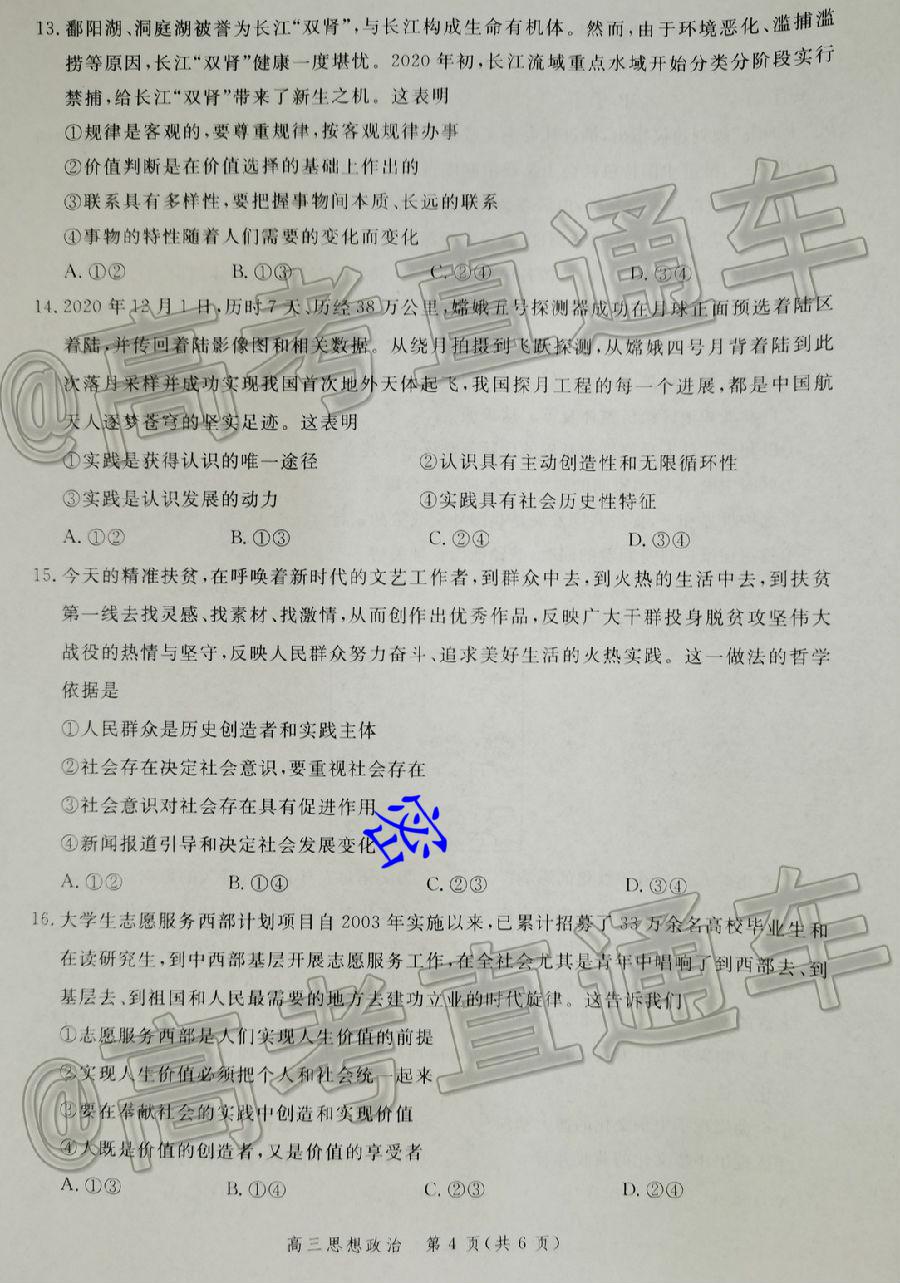 13. 鄱阳湖、洞庭湖被誉为长江“双肾”,与长江构成生命有机体。然而,由于环境恶化、滥捕滥
捞等原因,长江“双肾”健康一度堪忧。2020年初,长江流域重点水域开始分类分阶段实行
禁捕,给长江“双肾”带来了新生之机。这表明
①规律是客观的,要尊重规律,按客观规律办事
②价值判断是在价值选择的基础上作出的
③联系具有多样性,要把握事物间本质、长远的联系
④事物的特性随着人们需要的变化而变化
A. ①② B. ①③ C. ②④ D. ③④
14. 2020年12月1日,历时7天、历经38万公里,嫦娥五号探测器成功在月球正面预选着陆区
着陆,并传回着陆影像图和相关数据。从绕月拍摄到飞跃探测,从嫦娥四号月背着陆到此
次落月采样并成功实现我国首次地外天体起飞,我国探月工程的每一个进展,都是中国航
天人逐梦苍穹的坚实足迹。这表明
①实践是获得认识的唯一途径 ②认识具有主动创造性和无限循环性
③实践是认识发展的动力 ④实践具有社会历史性特征
A. ①② B. ①③ C. ②④ D. ③④
15. 今天的精准扶贫,在呼唤着新时代的文艺工作者,到群众中去,到火热的生活中去,到扶贫
第一线去找灵感、找素材、找激情,从而创作出优秀作品,反映广大干群投身脱贫攻坚伟大
战役的热情与坚守,反映人民群众努力奋斗、追求美好生活的火热实践。这一做法的哲学
依据是
①人民群众是历史创造者和实践主体
②社会存在决定社会意识,要重视社会存在
③社会意识对社会存在具有促进作用
④新闻报道引导和决定社会发展变化
密
A. ①② B. ①④ C. ②③ D. ③④
16. 大学生志愿服务西部计划项目自2003年实施以来,已累计招募了33万余名高校毕业生和
在读研究生,到中西部基层开展志愿服务工作,在全社会尤其是青年中唱响了到西部去、到
基层去、到祖国和人民最需要的地方去建功立业的时代旋律。这告诉我们
①志愿服务西部是人们实现人生价值的前提
②实现人生价值必须把个人和社会统一起来
③要在奉献社会的实践中创造和实现价值
④人既是价值的创造者,又是价值的享受者
A. ①③ B. ①④ C. ②③ D. ②④
高三思想政治 第4页(共6页)
@高考直通车
@高考直通车